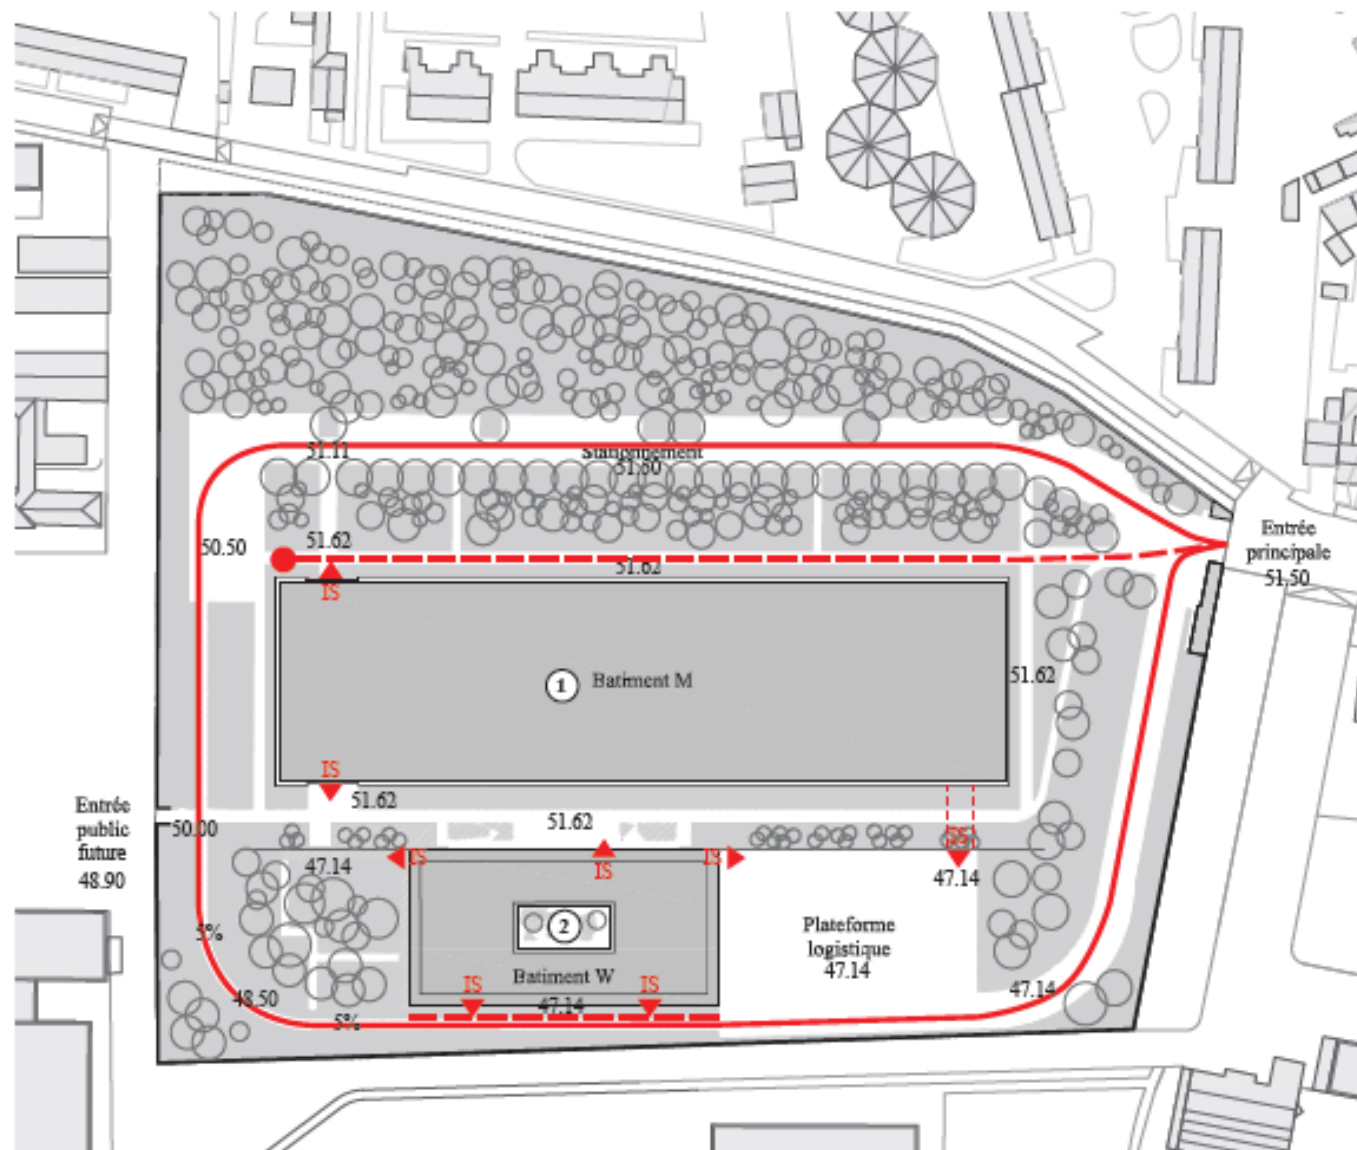 51.11
Stationnement
51.60
Entrée
principale
51.50
50.50
51.62
51.62
IS
1 Batiment M
51.62
IS
51.62
Entrée
public
future
48.90
50.00
51.62
IS
47.14
IS
IS
IS
47.14
2
Plateforme
logistique
47.14
5%
Batiment W
IS
IS
47.14
48.50
47.14
5%